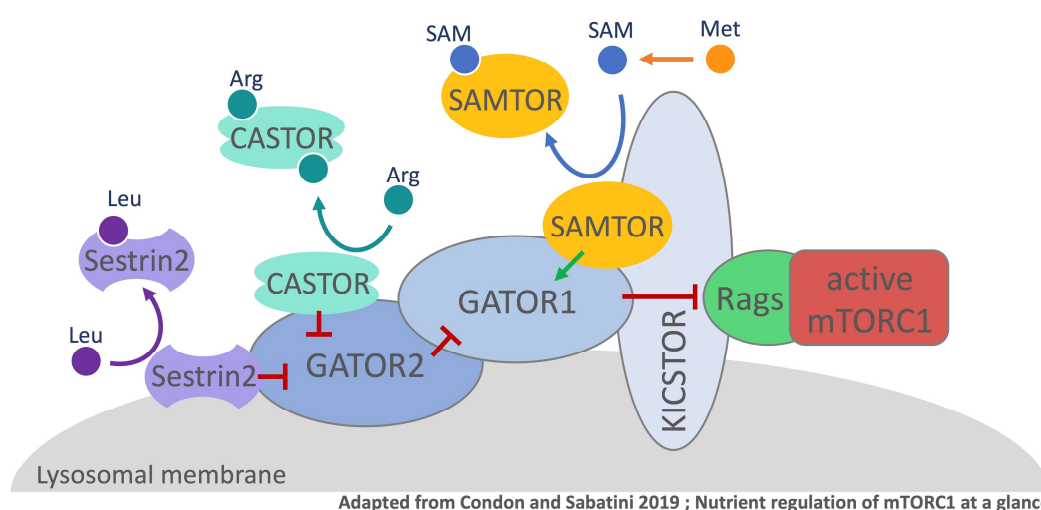 SAM
SAM
Met
SAMTOR
Arg
CASTOR
Arg
Leu
Sestrin2
SAMTOR
CASTOR
GATOR1
Rags
active
mTORC1
Leu
Sestrin2
GATOR2
KICSTOR
Lysosomal membrane
Adapted from Condon and Sabatini 2019 ; Nutrient regulation of mTORC1 at a glanc